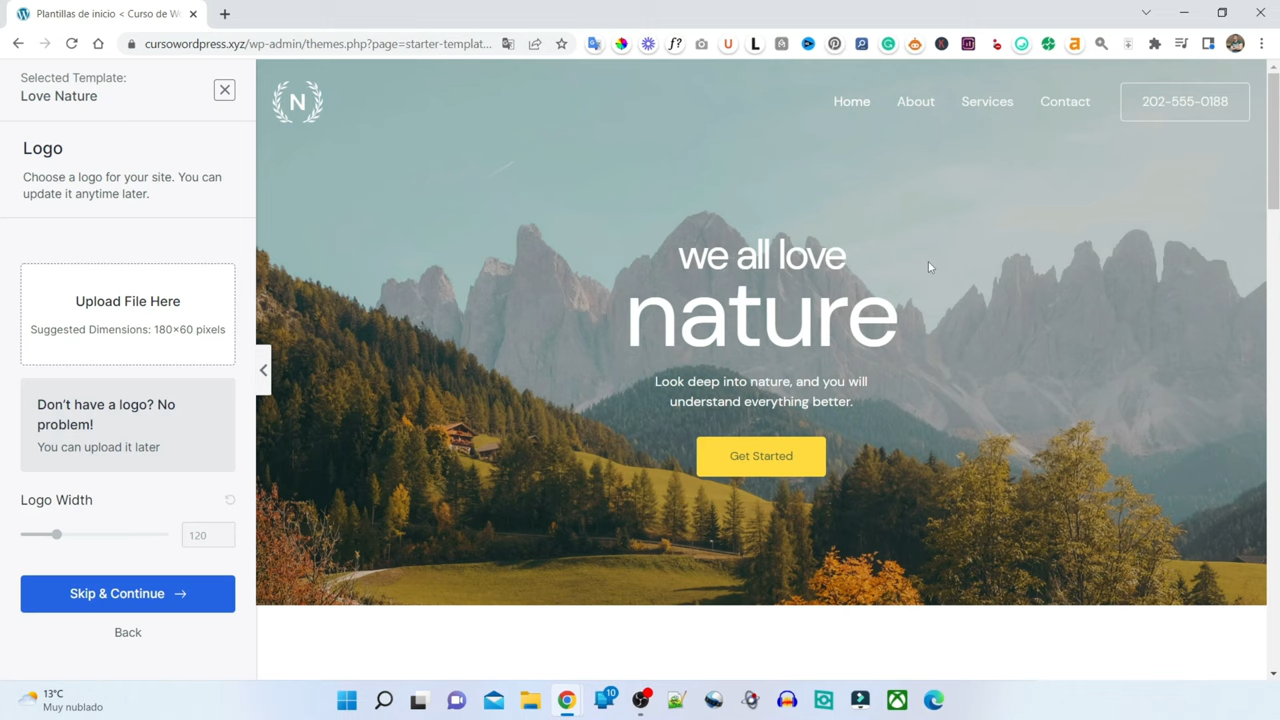 Plantillas de inicio < Curso de W
cursowordpress.xyz/wp-admin/themes.php?page=starter-templat...
Selected Template:
Love Nature
Logo
Choose a logo for your site. You can
update it anytime later.
Upload File Here
Suggested Dimensions: 180×60 pixels
Don't have a logo? No
problem!
You can upload it later
Logo Width
120
Skip & Continue →
Back
N
Home
About
Services
Contact
202-555-0188
we all love
nature
Look deep into nature, and you will
understand everything better.
Get Started
13°C
Muy nublado
10